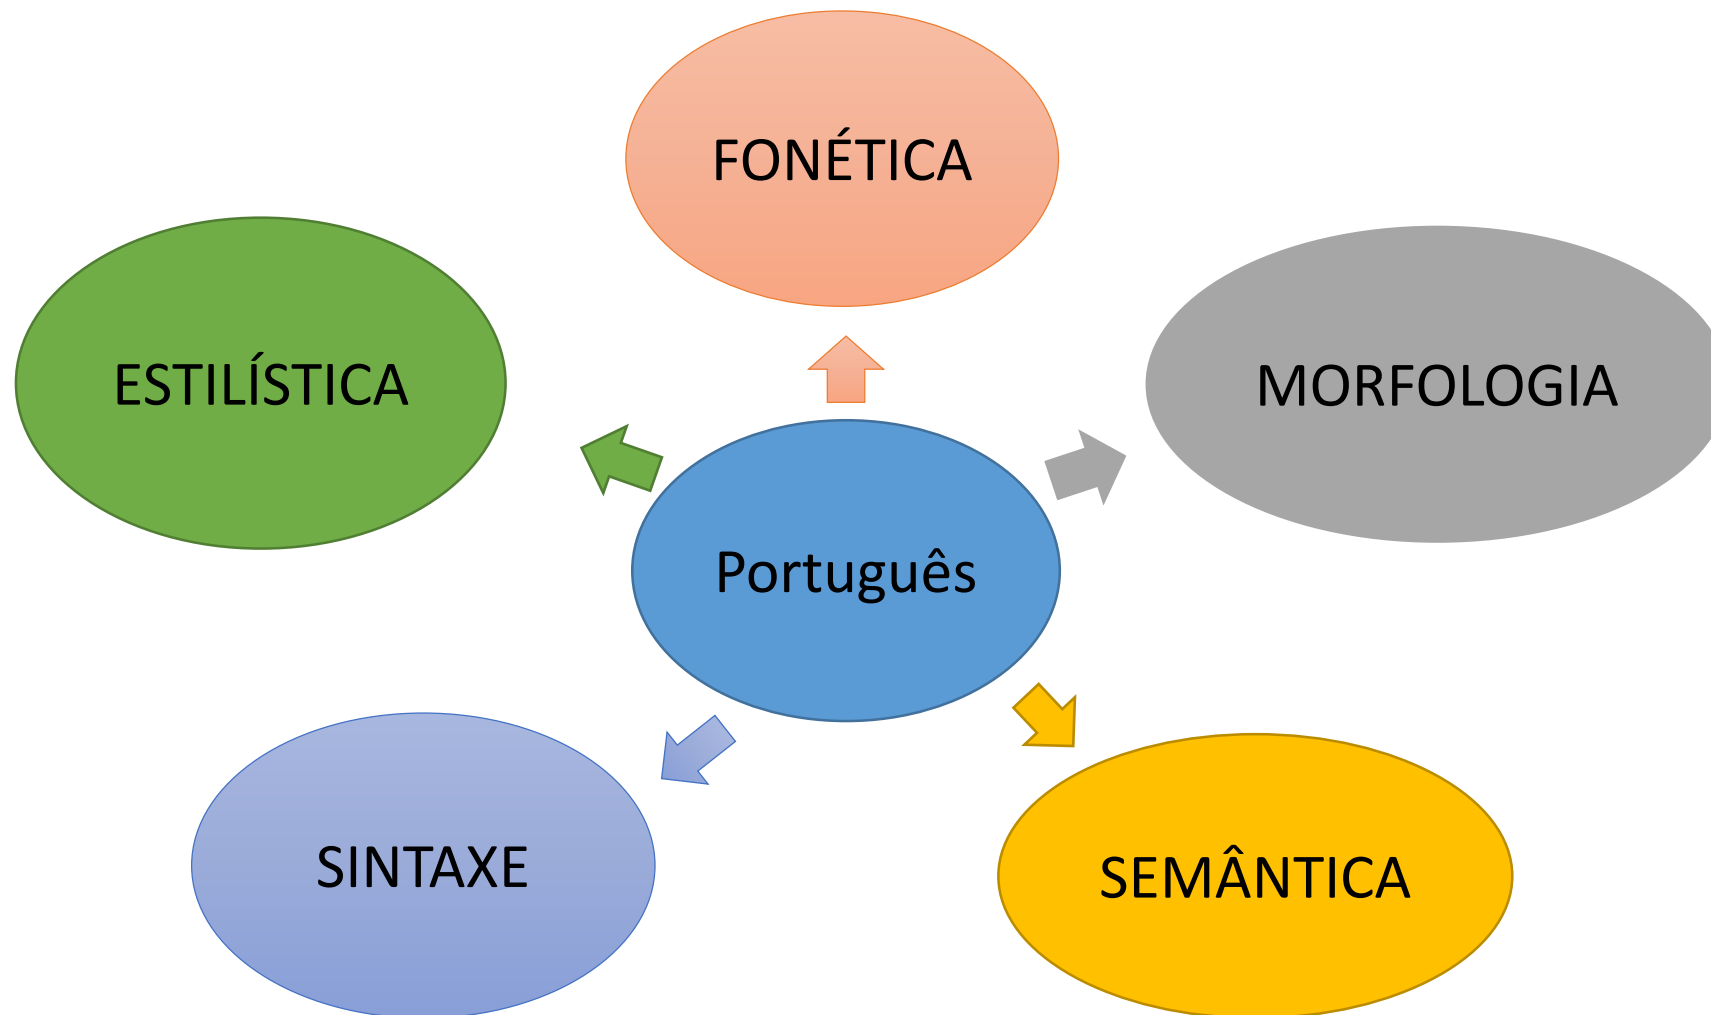 FONÉTICA
ESTILÍSTICA
MORFOLOGIA
Português
SINTAXE
SEMÂNTICA